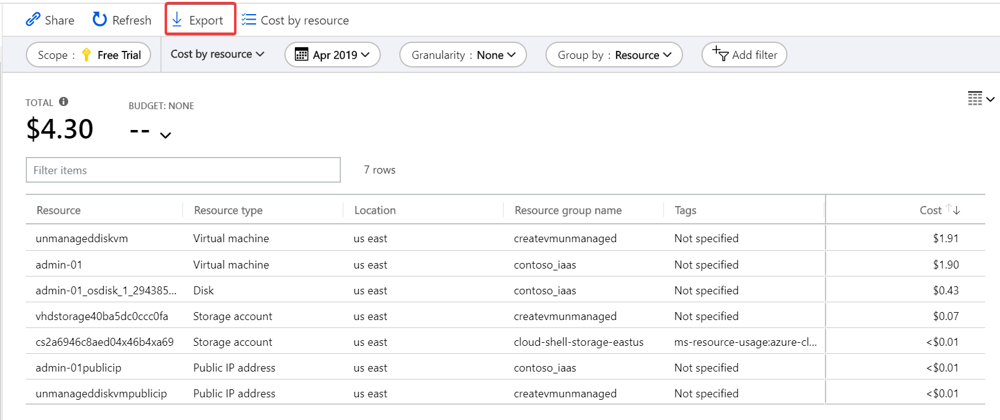 Share Refresh Export Cost by resource
Scope : Free Trial Cost by resource Apr 2019 Granularity : None Group by : Resource Add filter
TOTAL BUDGET: NONE
$4.30 --
Filter items 7 rows
Resource Resource type Location Resource group name Tags Cost
unmanageddiskvm Virtual machine us east createvmunmanaged Not specified $1.91
admin-01 Virtual machine us east contoso_iaas Not specified $1.90
admin-01_osdisk_1_294385... Disk us east contoso_iaas Not specified $0.43
vhdstorage40ba5dc0ccc0fa Storage account us east createvmunmanaged Not specified $0.07
cs2a6946c8aed04x46b4xa69 Storage account us east cloud-shell-storage-eastus ms-resource-usage:azure-cl... <$0.01
admin-01publicip Public IP address us east contoso_iaas Not specified <$0.01
unmanageddiskvmpublicip Public IP address us east createvmunmanaged Not specified <$0.01